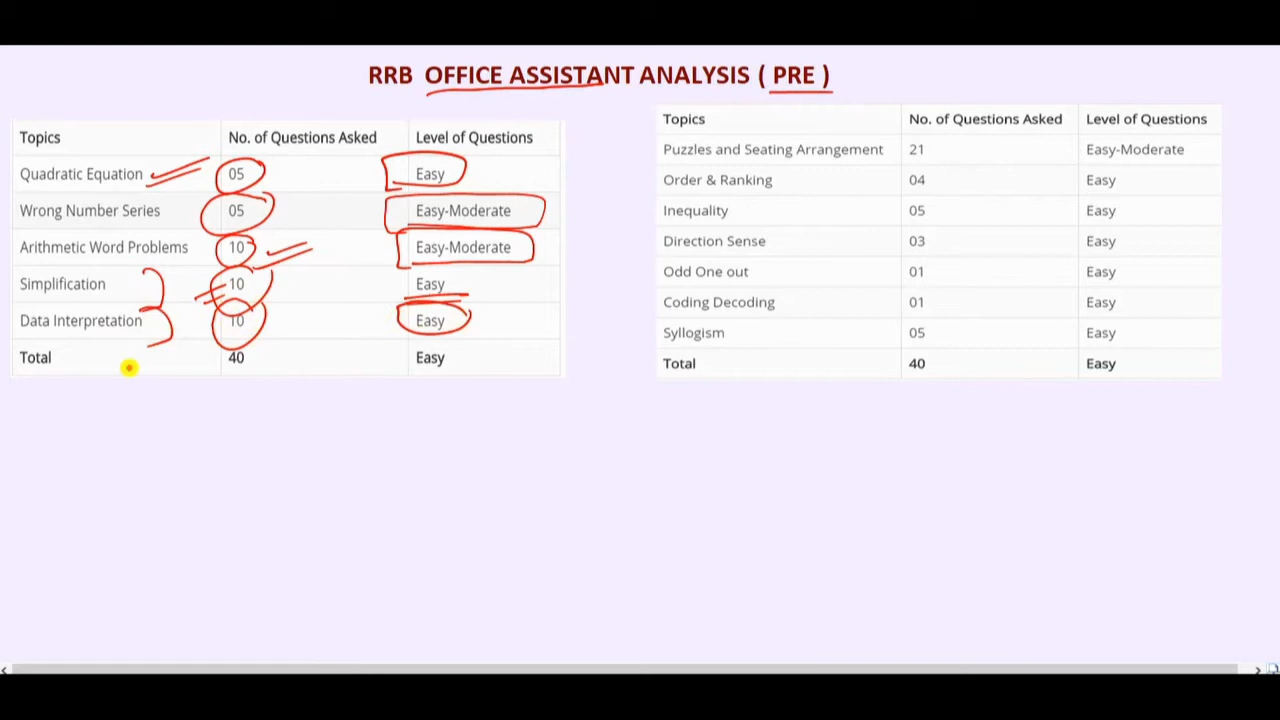 RRB OFFICE ASSISTANT ANALYSIS ( PRE )
Topics No. of Questions Asked Level of Questions
Quadratic Equation 05 Easy
Wrong Number Series 05 Easy-Moderate
Arithmetic Word Problems 10 Easy-Moderate
Simplification 10 Easy
Data Interpretation 10 Easy
Total 40 Easy
Topics No. of Questions Asked Level of Questions
Puzzles and Seating Arrangement 21 Easy-Moderate
Order & Ranking 04 Easy
Inequality 05 Easy
Direction Sense 03 Easy
Odd One out 01 Easy
Coding Decoding 01 Easy
Syllogism 05 Easy
Total 40 Easy